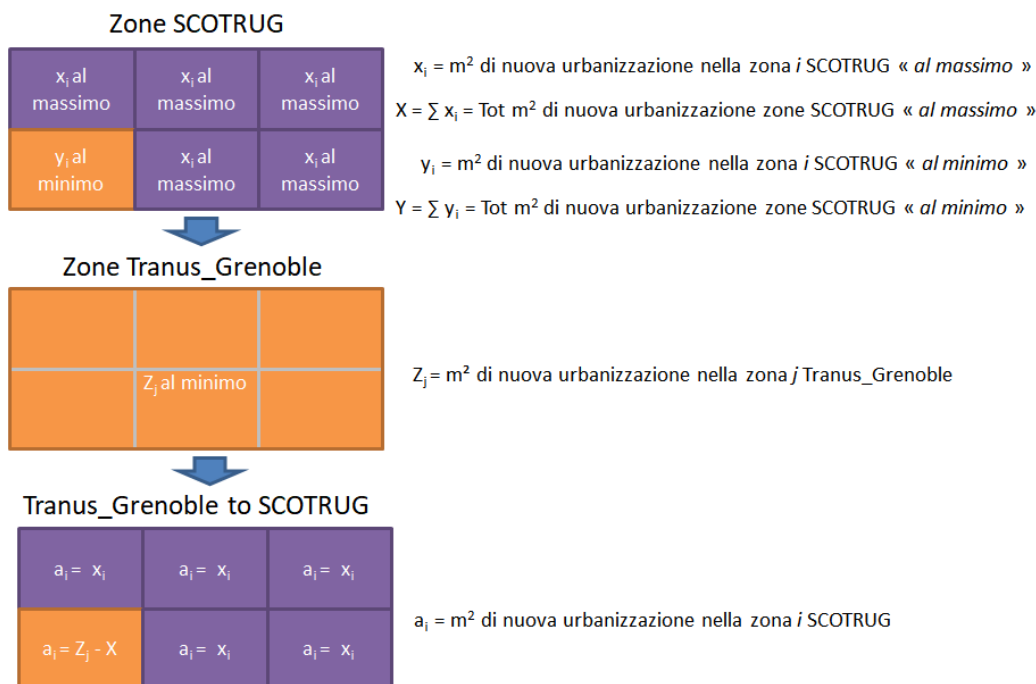 Zone SCOTRUG
xᵢ al massimo
xᵢ al massimo
xᵢ al massimo
yᵢ al minimo
xᵢ al massimo
xᵢ al massimo
xᵢ = m² di nuova urbanizzazione nella zona i SCOTRUG « al massimo »
X = ∑ xᵢ = Tot m² di nuova urbanizzazione zone SCOTRUG « al massimo »
yᵢ = m² di nuova urbanizzazione nella zona i SCOTRUG « al minimo »
Y = ∑ yᵢ = Tot m² di nuova urbanizzazione zone SCOTRUG « al minimo »
Zone Tranus_Grenoble
Zⱼ al minimo
Zⱼ = m² di nuova urbanizzazione nella zona j Tranus_Grenoble
Tranus_Grenoble to SCOTRUG
aᵢ = xᵢ
aᵢ = xᵢ
aᵢ = xᵢ
aᵢ = Zⱼ - X
aᵢ = xᵢ
aᵢ = xᵢ
aᵢ = m² di nuova urbanizzazione nella zona i SCOTRUG